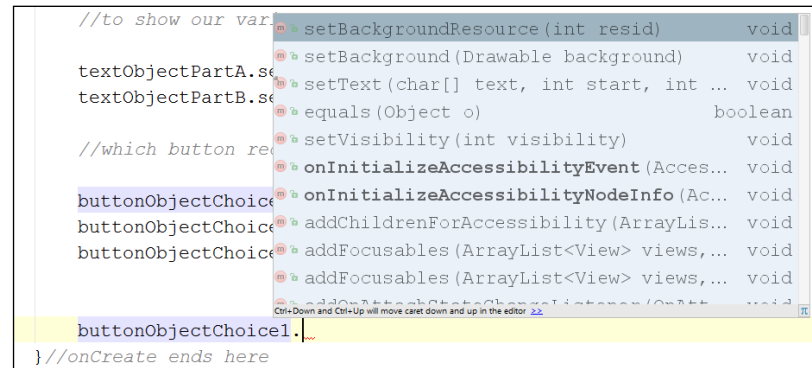 //to show our var
setBackgroundResource(int resid) void
textObjectPartA.se
setBackground(Drawable background) void
setText(char[] text, int start, int ... void
textObjectPartB.se
equals(Object o) boolean
//which button re
setVisibility(int visibility) void
onInitializeAccessibilityEvent(Acces... void
buttonObjectChoice
onInitializeAccessibilityNodeInfo(Ac... void
buttonObjectChoice
addChildrenForAccessibility(ArrayLis... void
buttonObjectChoice
addFocusables(ArrayList<View> views,... void
addFocusables(ArrayList<View> views,... void
Ctrl+Down and Ctrl+Up will move caret down and up in the editor >> π
buttonObjectChoice1.
}//onCreate ends here